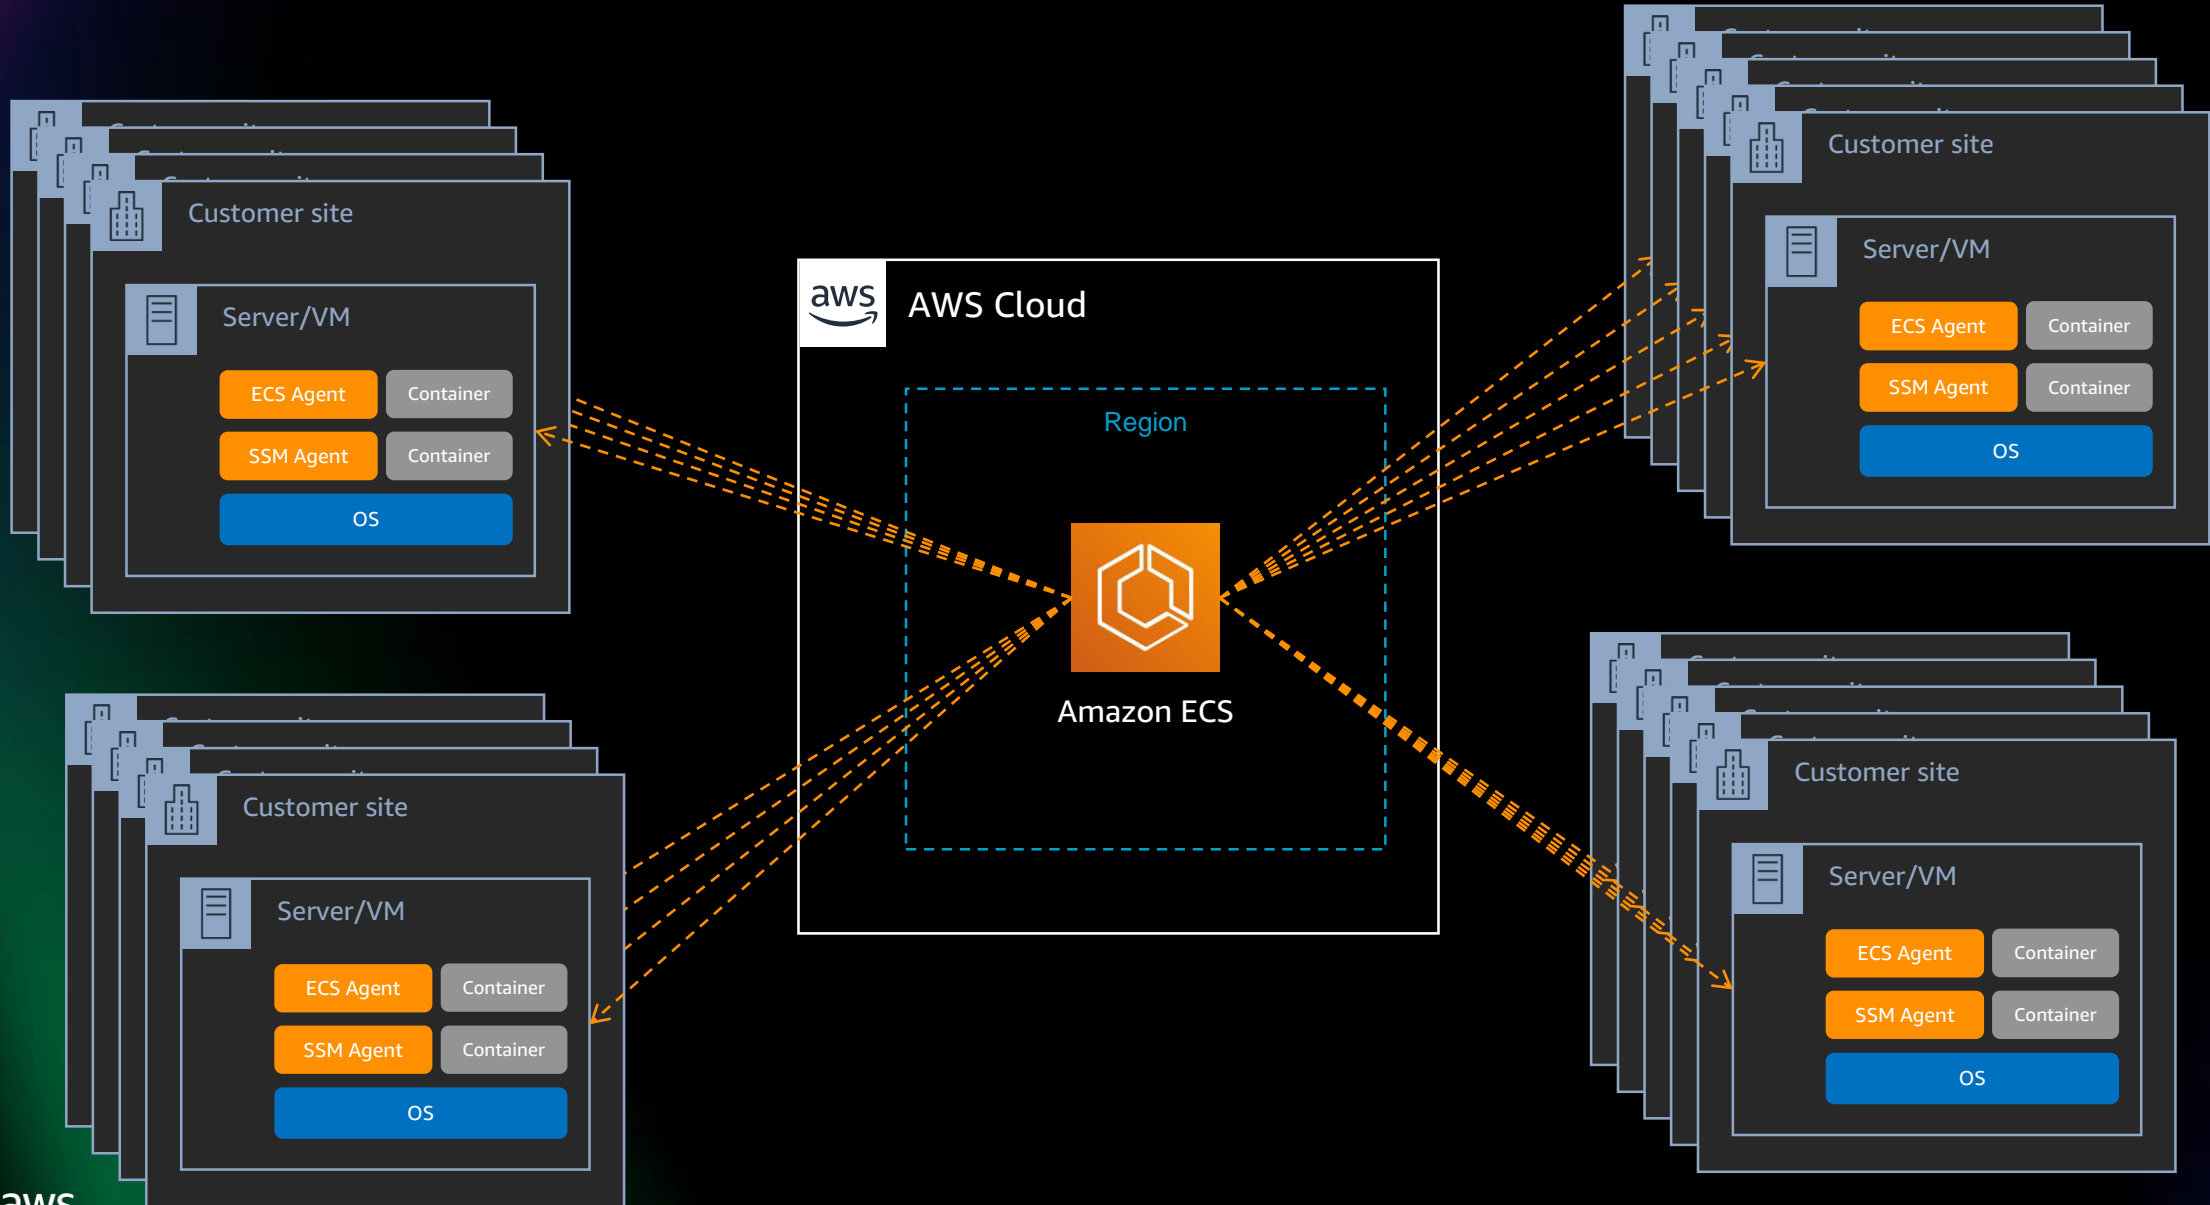 Customer site
Server/VM
ECS Agent
Container
SSM Agent
Container
OS
Customer site
Server/VM
ECS Agent
Container
SSM Agent
Container
OS
aws
AWS Cloud
Region
Amazon ECS
Customer site
Server/VM
ECS Agent
Container
SSM Agent
Container
OS
Customer site
Server/VM
ECS Agent
Container
SSM Agent
Container
OS
aws